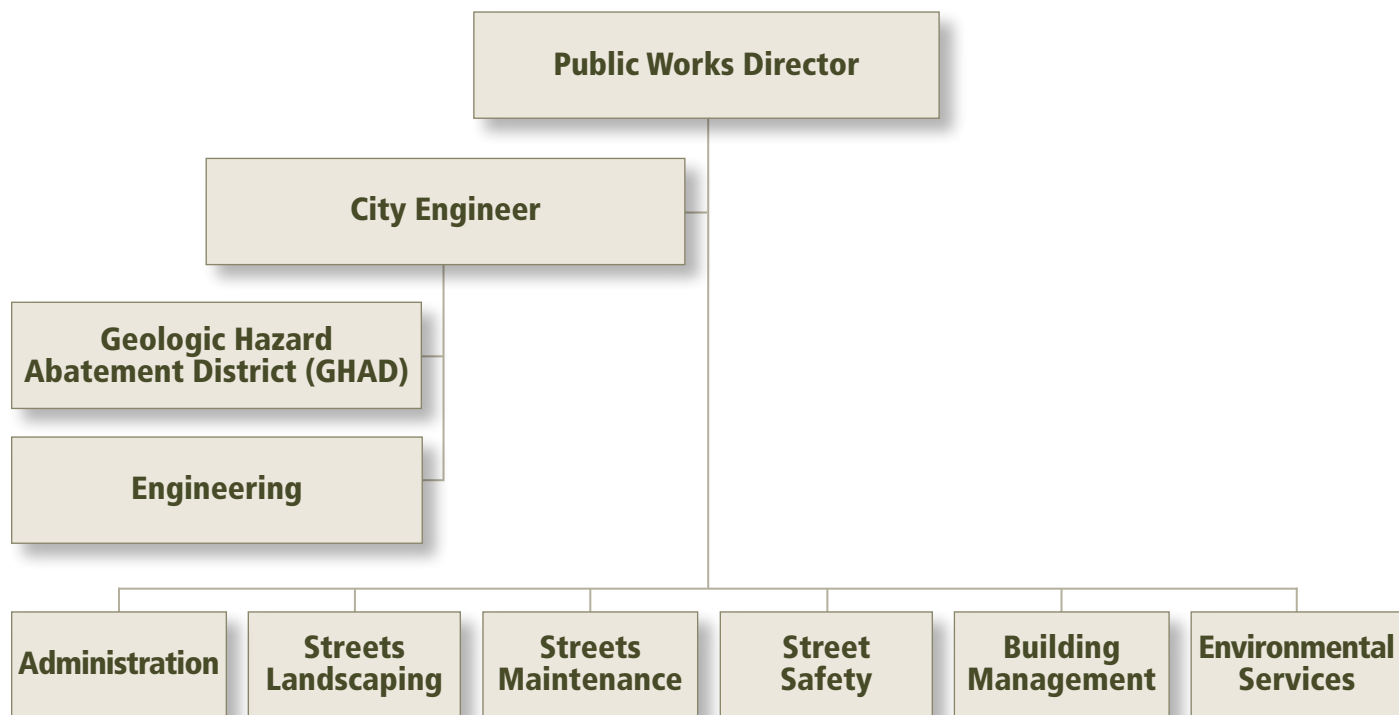 Public Works Director
City Engineer
Geologic Hazard
Abatement District (GHAD)
Engineering
Administration
Streets
Landscaping
Streets
Maintenance
Street
Safety
Building
Management
Environmental
Services